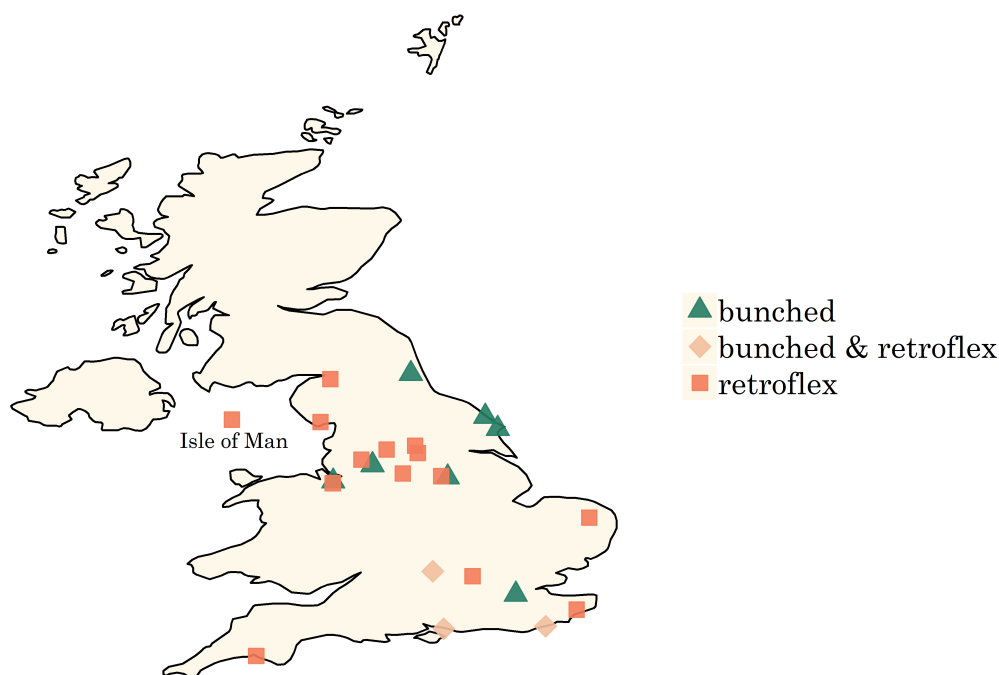 bunched
bunched & retroflex
retroflex
Isle of Man